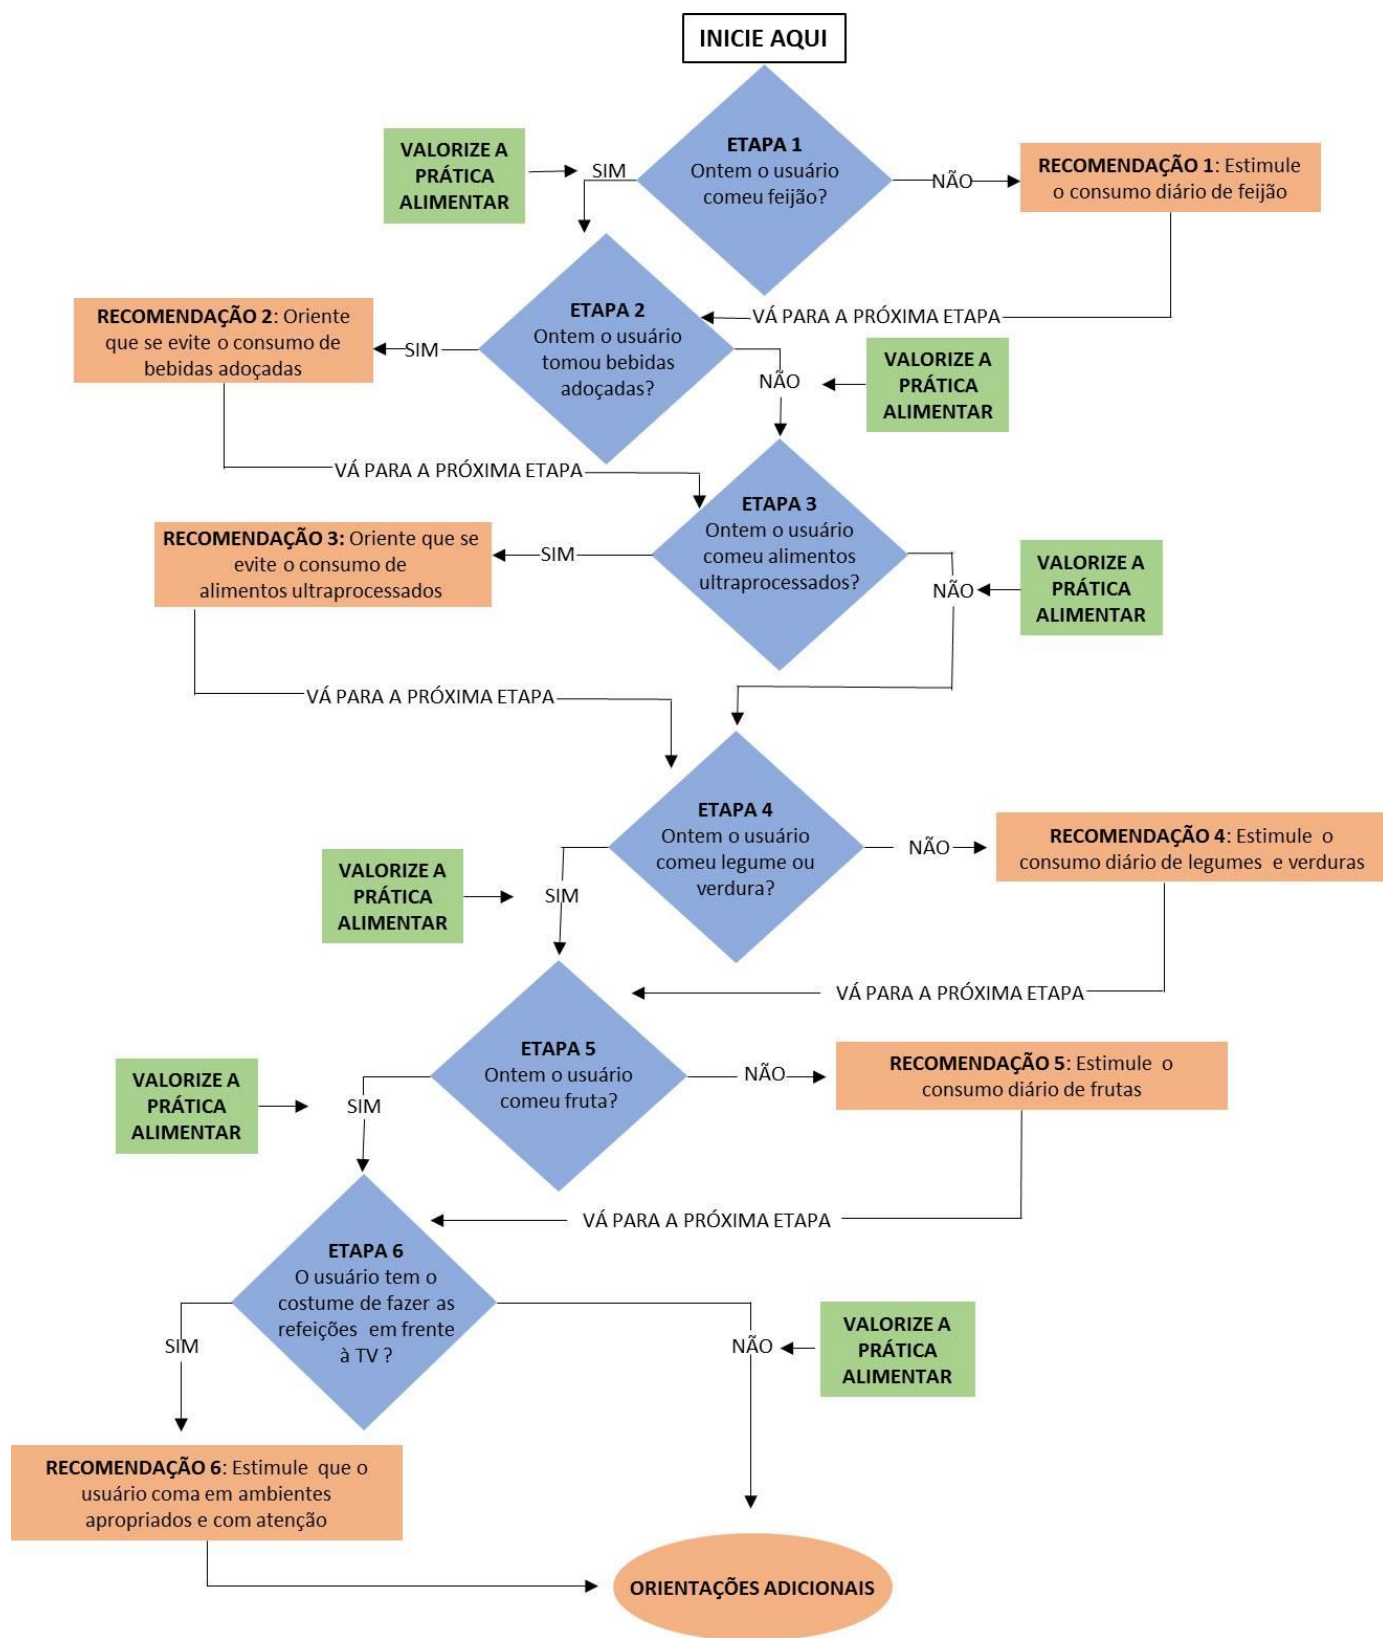 INICIE AQUI
ETAPA 1
Ontem o usuário
comeu feijão?
VALORIZE A
PRÁTICA
ALIMENTAR
SIM
NÃO
RECOMENDAÇÃO 1: Estimule
o consumo diário de feijão
VÁ PARA A PRÓXIMA ETAPA
ETAPA 2
Ontem o usuário
tomou bebidas
adoçadas?
RECOMENDAÇÃO 2: Oriente
que se evite o consumo de
bebidas adoçadas
SIM
NÃO
VALORIZE A
PRÁTICA
ALIMENTAR
VÁ PARA A PRÓXIMA ETAPA
ETAPA 3
Ontem o usuário
comeu alimentos
ultraprocessados?
RECOMENDAÇÃO 3: Oriente que se
evite o consumo de
alimentos ultraprocessados
SIM
NÃO
VALORIZE A
PRÁTICA
ALIMENTAR
VÁ PARA A PRÓXIMA ETAPA
ETAPA 4
Ontem o usuário
comeu legume ou
verdura?
VALORIZE A
PRÁTICA
ALIMENTAR
SIM
NÃO
RECOMENDAÇÃO 4: Estimule o
consumo diário de legumes e verduras
VÁ PARA A PRÓXIMA ETAPA
ETAPA 5
Ontem o usuário
comeu fruta?
VALORIZE A
PRÁTICA
ALIMENTAR
SIM
NÃO
RECOMENDAÇÃO 5: Estimule o
consumo diário de frutas
VÁ PARA A PRÓXIMA ETAPA
ETAPA 6
O usuário tem o
costume de fazer as
refeições em frente
à TV ?
SIM
NÃO
VALORIZE A
PRÁTICA
ALIMENTAR
RECOMENDAÇÃO 6: Estimule que o
usuário coma em ambientes
apropriados e com atenção
ORIENTAÇÕES ADICIONAIS